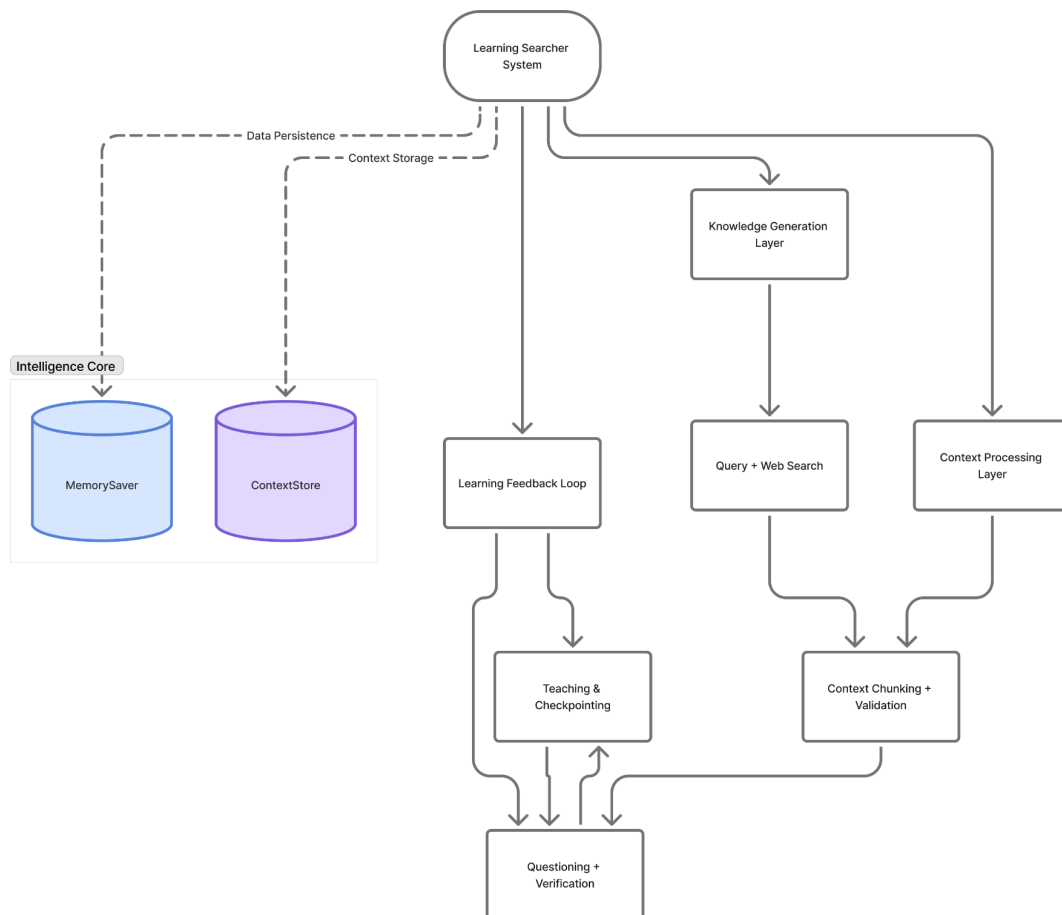 Learning Searcher
System
Data Persistence
Context Storage
Knowledge Generation
Layer
Intelligence Core
MemorySaver
ContextStore
Learning Feedback Loop
Query + Web Search
Context Processing
Layer
Teaching &
Checkpointing
Context Chunking +
Validation
Questioning +
Verification